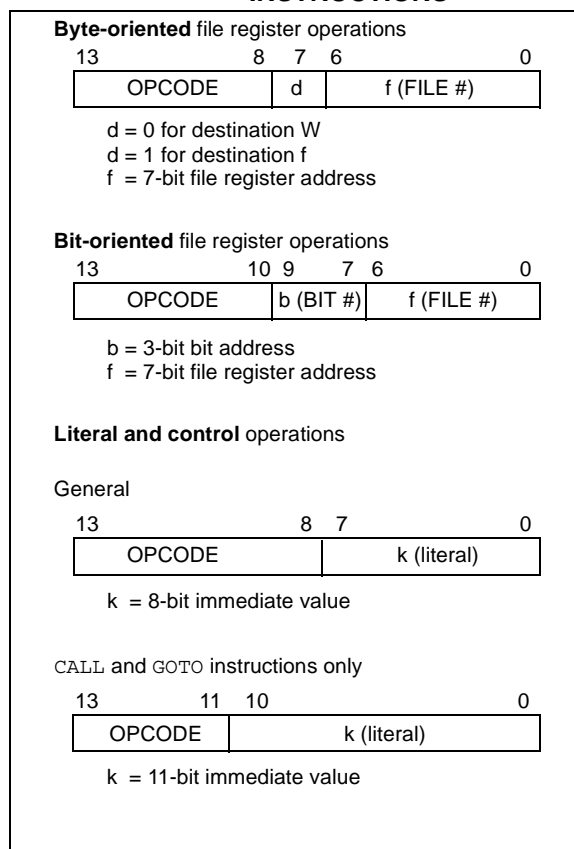 Byte-oriented file register operations
13 8 7 6 0
OPCODE d f (FILE #)
d = 0 for destination W
d = 1 for destination f
f = 7-bit file register address
Bit-oriented file register operations
13 10 9 7 6 0
OPCODE b (BIT #) f (FILE #)
b = 3-bit bit address
f = 7-bit file register address
Literal and control operations
General
13 8 7 0
OPCODE k (literal)
k = 8-bit immediate value
CALL and GOTO instructions only
13 11 10 0
OPCODE k (literal)
k = 11-bit immediate value